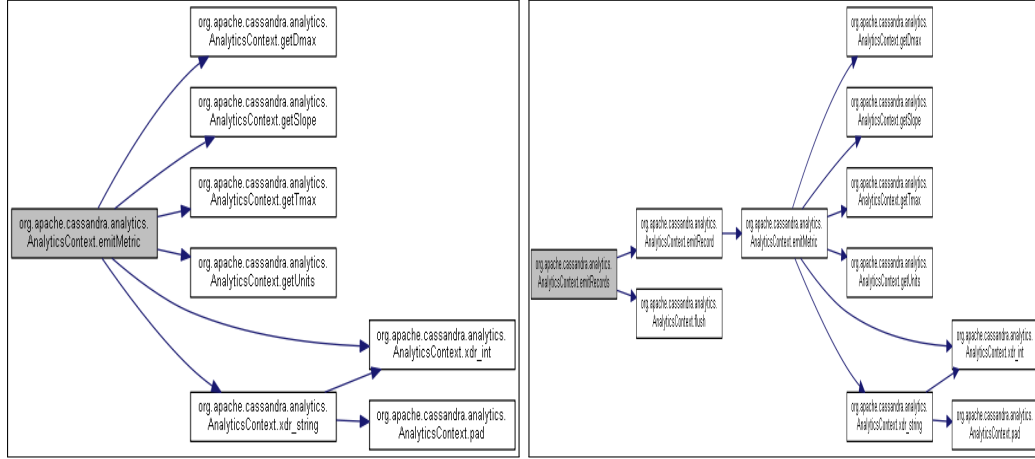 org.apache.cassandra.analytics.
AnalyticsContext.getDmax
org.apache.cassandra.analytics.
AnalyticsContext.getSlope
org.apache.cassandra.analytics.
AnalyticsContext.getTmax
org.apache.cassandra.analytics.
AnalyticsContext.emitMetric
org.apache.cassandra.analytics.
AnalyticsContext.getUnits
org.apache.cassandra.analytics.
AnalyticsContext.xdr_int
org.apache.cassandra.analytics.
AnalyticsContext.xdr_string
org.apache.cassandra.analytics.
AnalyticsContext.pad
org.apache.cassandra.analytics.
AnalyticsContext.getDmax
org.apache.cassandra.analytics.
AnalyticsContext.getSlope
org.apache.cassandra.analytics.
AnalyticsContext.getTmax
org.apache.cassandra.analytics.
AnalyticsContext.emitRecord
org.apache.cassandra.analytics.
AnalyticsContext.emitMetric
org.apache.cassandra.analytics.
AnalyticsContext.emitRecords
org.apache.cassandra.analytics.
AnalyticsContext.getUnits
org.apache.cassandra.analytics.
AnalyticsContext.flush
org.apache.cassandra.analytics.
AnalyticsContext.xdr_int
org.apache.cassandra.analytics.
AnalyticsContext.xdr_string
org.apache.cassandra.analytics.
AnalyticsContext.pad